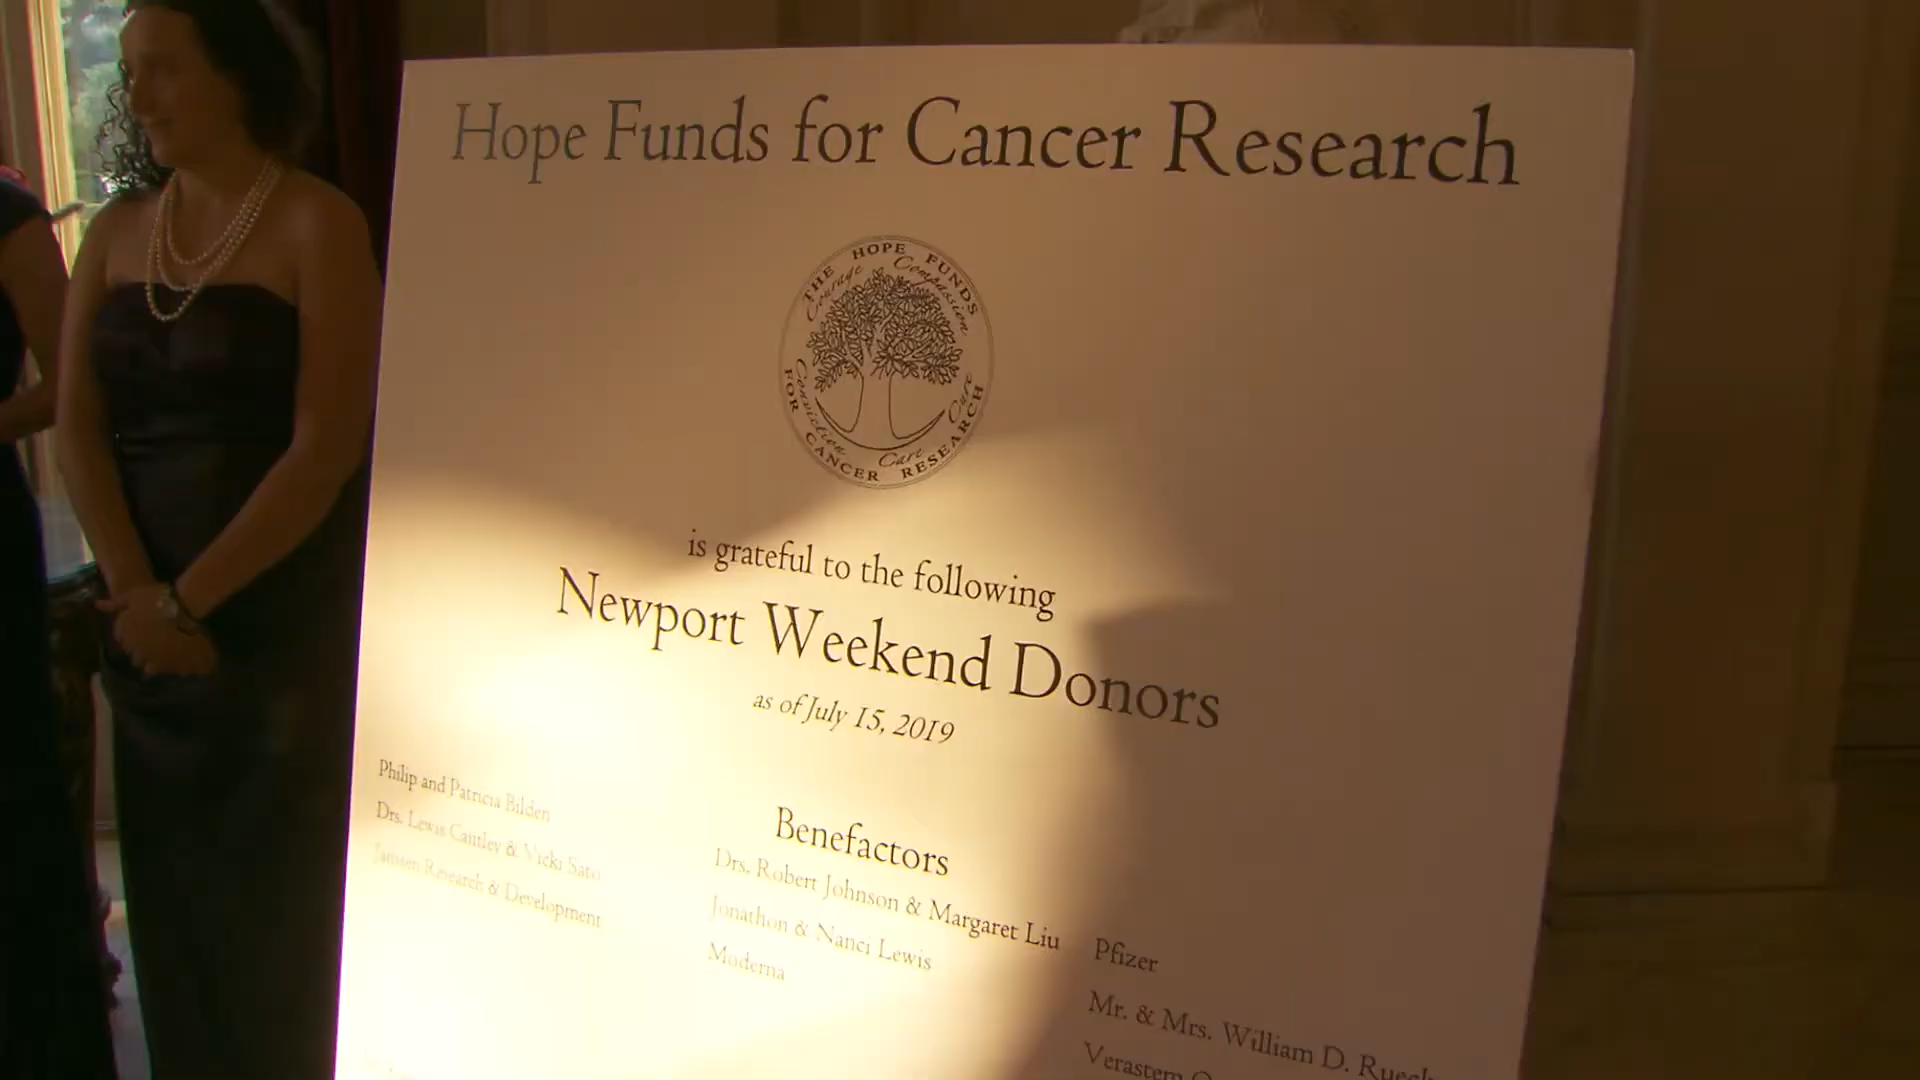 Hope Funds for Cancer Research
THE HOPE FUNDS
Courage Compassion
Conviction Care Cure
FOR CANCER RESEARCH
is grateful to the following
Newport Weekend Donors
as of July 15, 2019
Benefactors
Philip and Patricia Bilden
Drs. Lewis Cantley & Vicki Sato
Janssen Research & Development
Drs. Robert Johnson & Margaret Liu
Jonathon & Nanci Lewis
Moderna
Pfizer
Mr. & Mrs. William D.
Verastem